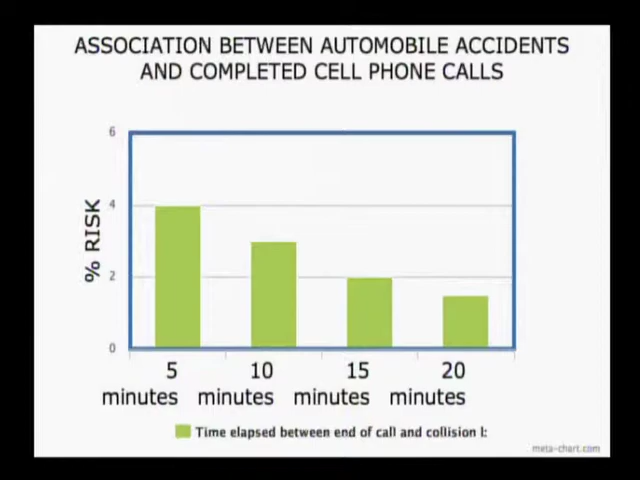 ASSOCIATION BETWEEN AUTOMOBILE ACCIDENTS
AND COMPLETED CELL PHONE CALLS
6
4
2
0
% RISK
5 10 15 20
minutes minutes minutes minutes
Time elapsed between end of call and collision l:
meta-chart.com